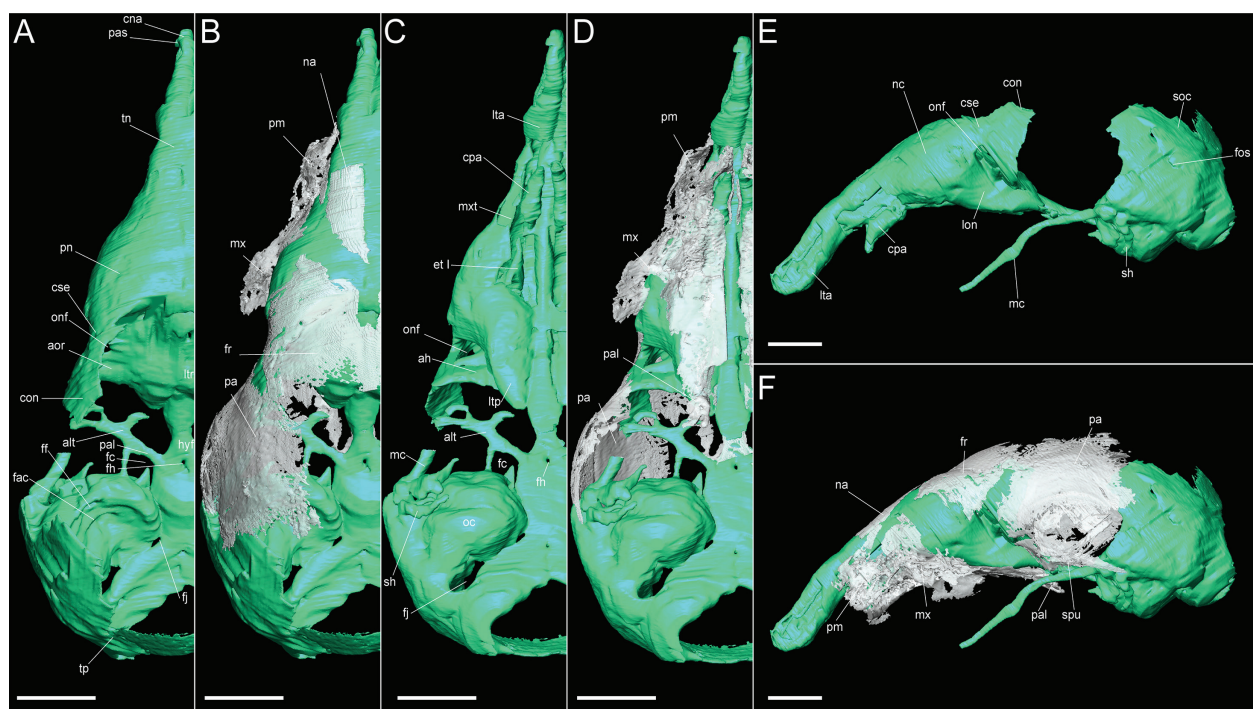 A
cna
pas
tn
pn
cse
onf
aor
ltr
con
alt
pal
hyf
fc
ff
fh
fac
fj
tp
B
na
pm
mx
fr
pa
C
lta
cpa
mxt
et I
onf
ah
ltp
alt
mc
fc
fh
oc
sh
fj
D
pm
mx
pal
pa
E
con
cse
onf
nc
soc
fos
lon
cpa
sh
mc
lta
F
pa
fr
na
pm
mx
pal
spu